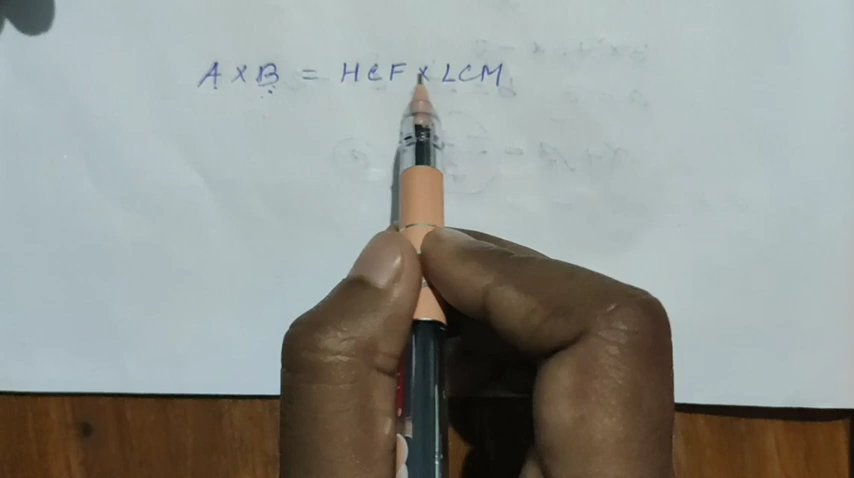 A × B = HCF × LCM